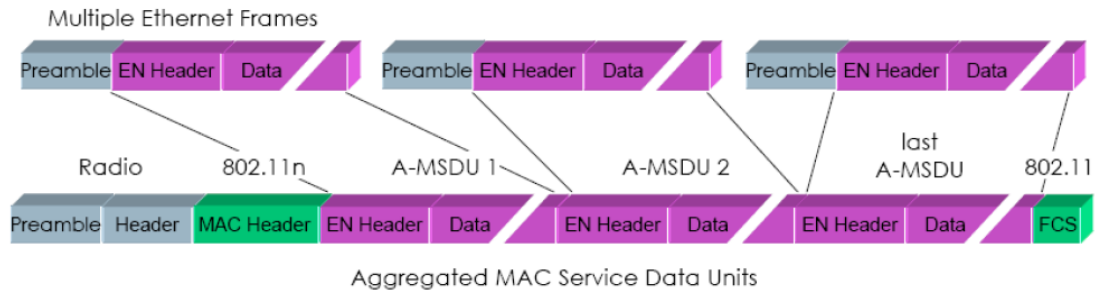 Multiple Ethernet Frames
Preamble EN Header Data Preamble EN Header Data Preamble EN Header Data
Radio 802.11n A-MSDU 1 A-MSDU 2 last A-MSDU 802.11
Preamble Header MAC Header EN Header Data EN Header Data EN Header Data FCS
Aggregated MAC Service Data Units